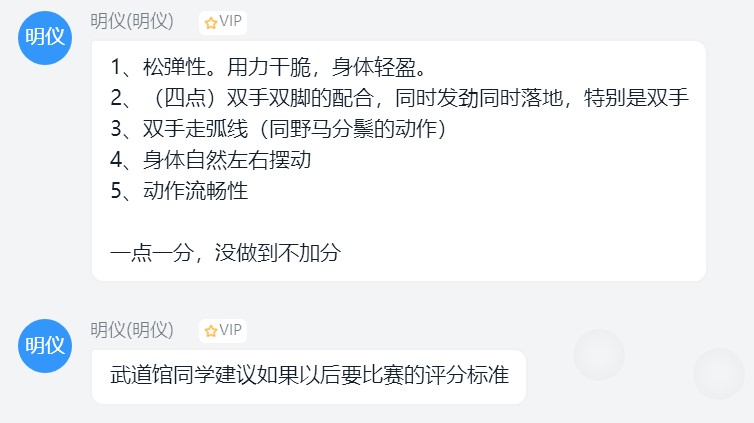 明仪
明仪(明仪) VIP
1、松弹性。用力干脆，身体轻盈。
2、（四点）双手双脚的配合，同时发劲同时落地，特别是双手
3、双手走弧线（同野马分鬃的动作）
4、身体自然左右摆动
5、动作流畅性
一点一分，没做到不加分
明仪
明仪(明仪) VIP
武道馆同学建议如果以后要比赛的评分标准